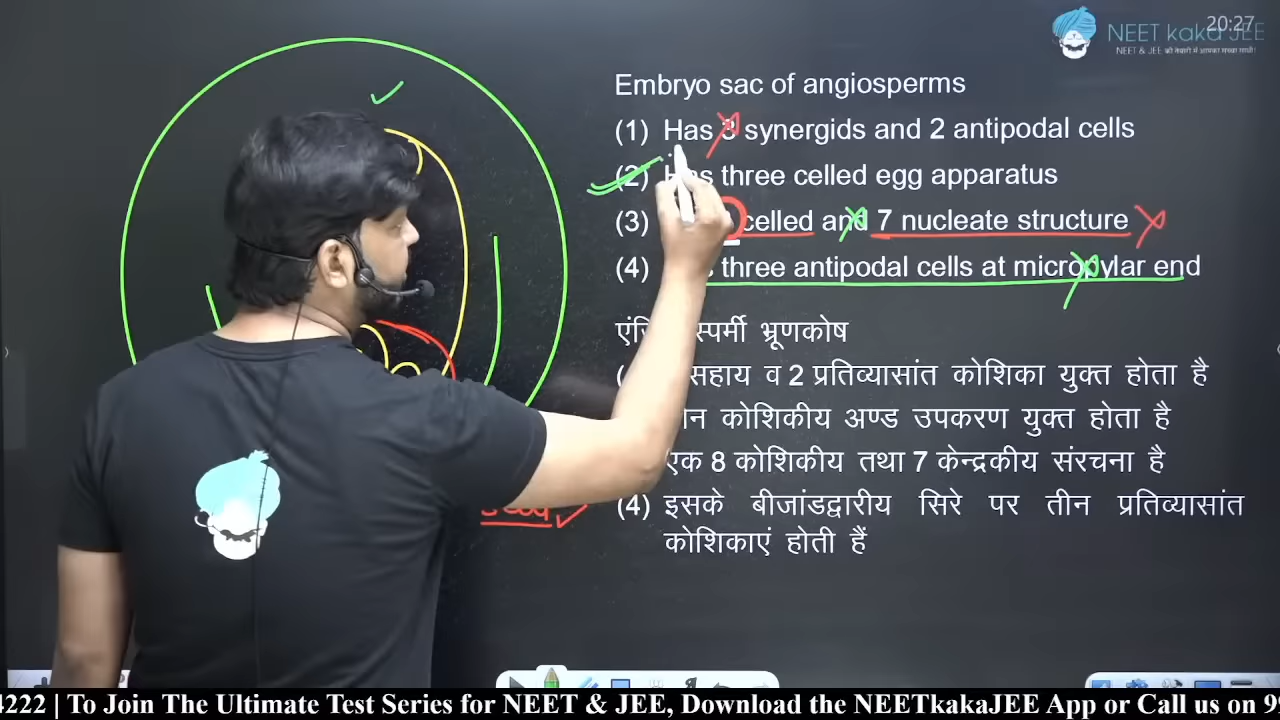 20:27
NEET kaka JEE
NEET & JEE की तैयारी में आपका सच्चा साथी!
Embryo sac of angiosperms
(1) Has 3 synergids and 2 antipodal cells
(2) Has three celled egg apparatus
(3) celled and 7 nucleate structure
(4) three antipodal cells at micropylar end
भ्रूणकोष
सहाय व 2 प्रतिव्यासांत कोशिका युक्त होता है
कोशिकीय अण्ड उपकरण युक्त होता है
एक 8 कोशिकीय तथा 7 केन्द्रकीय संरचना है
(4) इसके बीजांडद्वारीय सिरे पर तीन प्रतिव्यासांत
कोशिकाएं होती हैं
4222 | To Join The Ultimate Test Series for NEET & JEE, Download the NEETkakaJEE App or Call us on 9